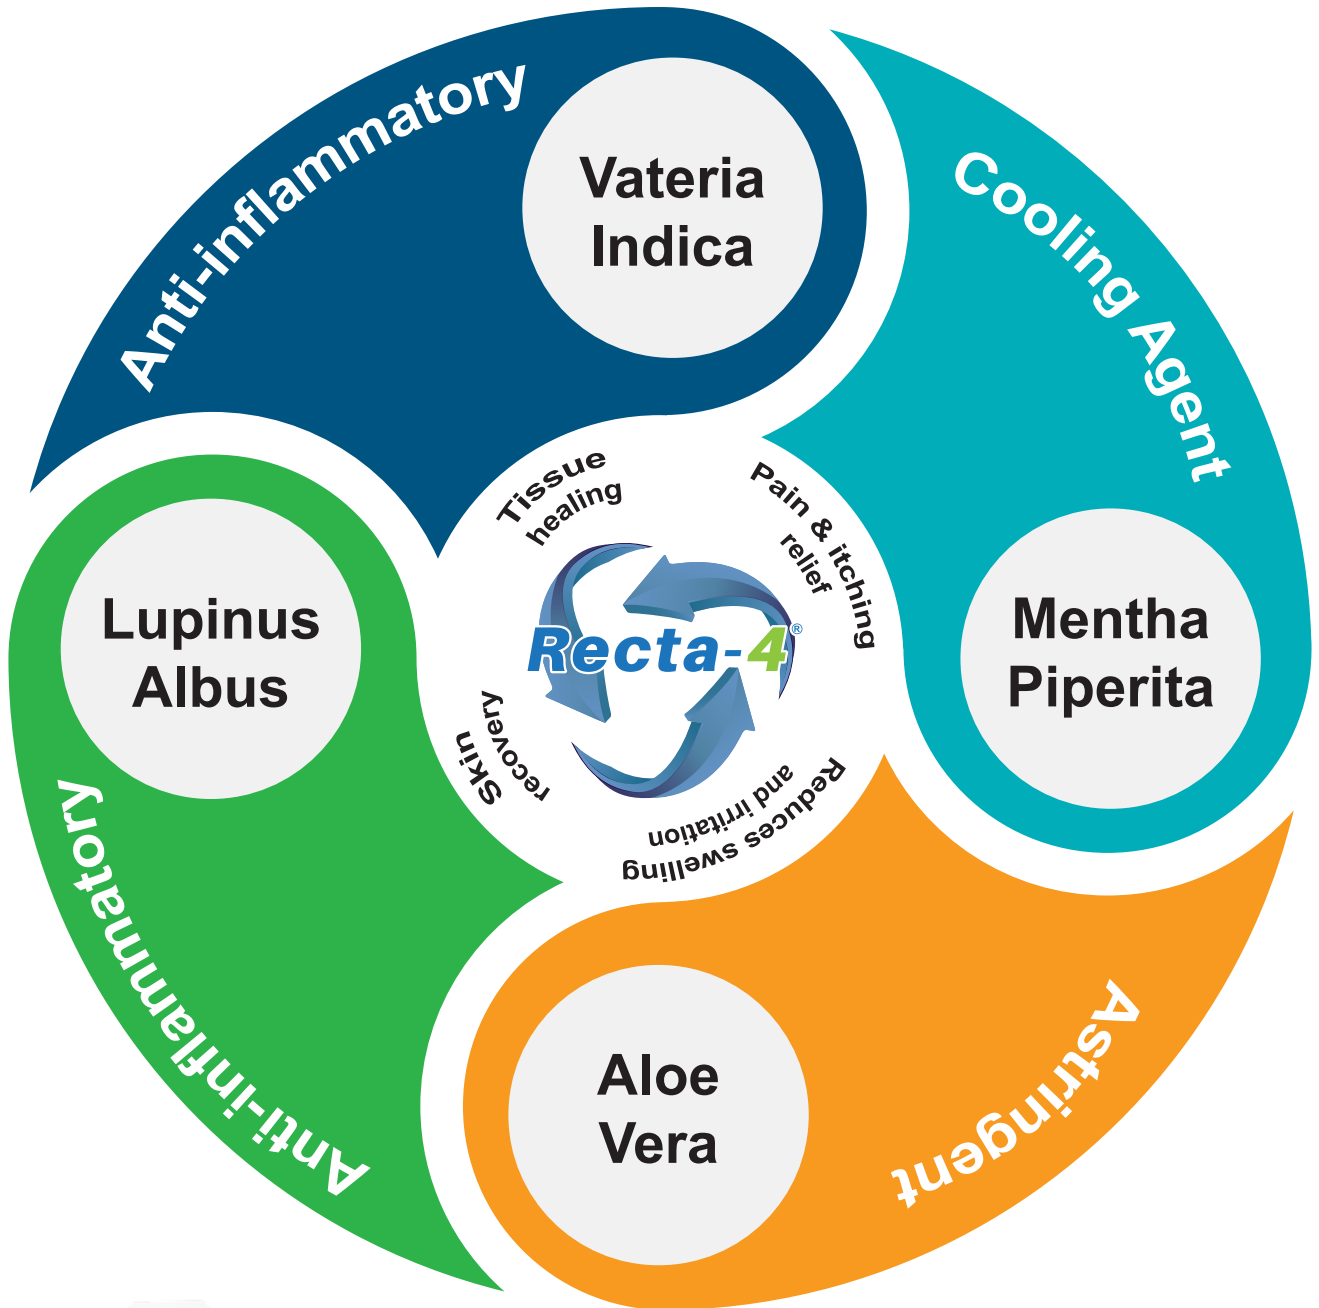 Anti-inflammatory
Vateria
Indica
Cooling Agent
Mentha
Piperita
Astringent
Aloe
Vera
Anti-inflammatory
Lupinus
Albus
Tissue
healing
Pain & itching
relief
Reduces swelling
and irritation
Skin
recovery
Recta-4®